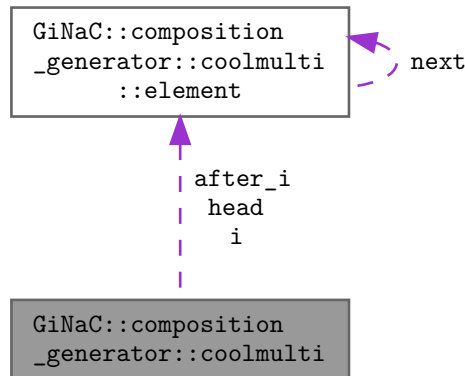 GiNaC::composition
_generator::coolmulti
::element
next
after_i
head
i
GiNaC::composition
_generator::coolmulti